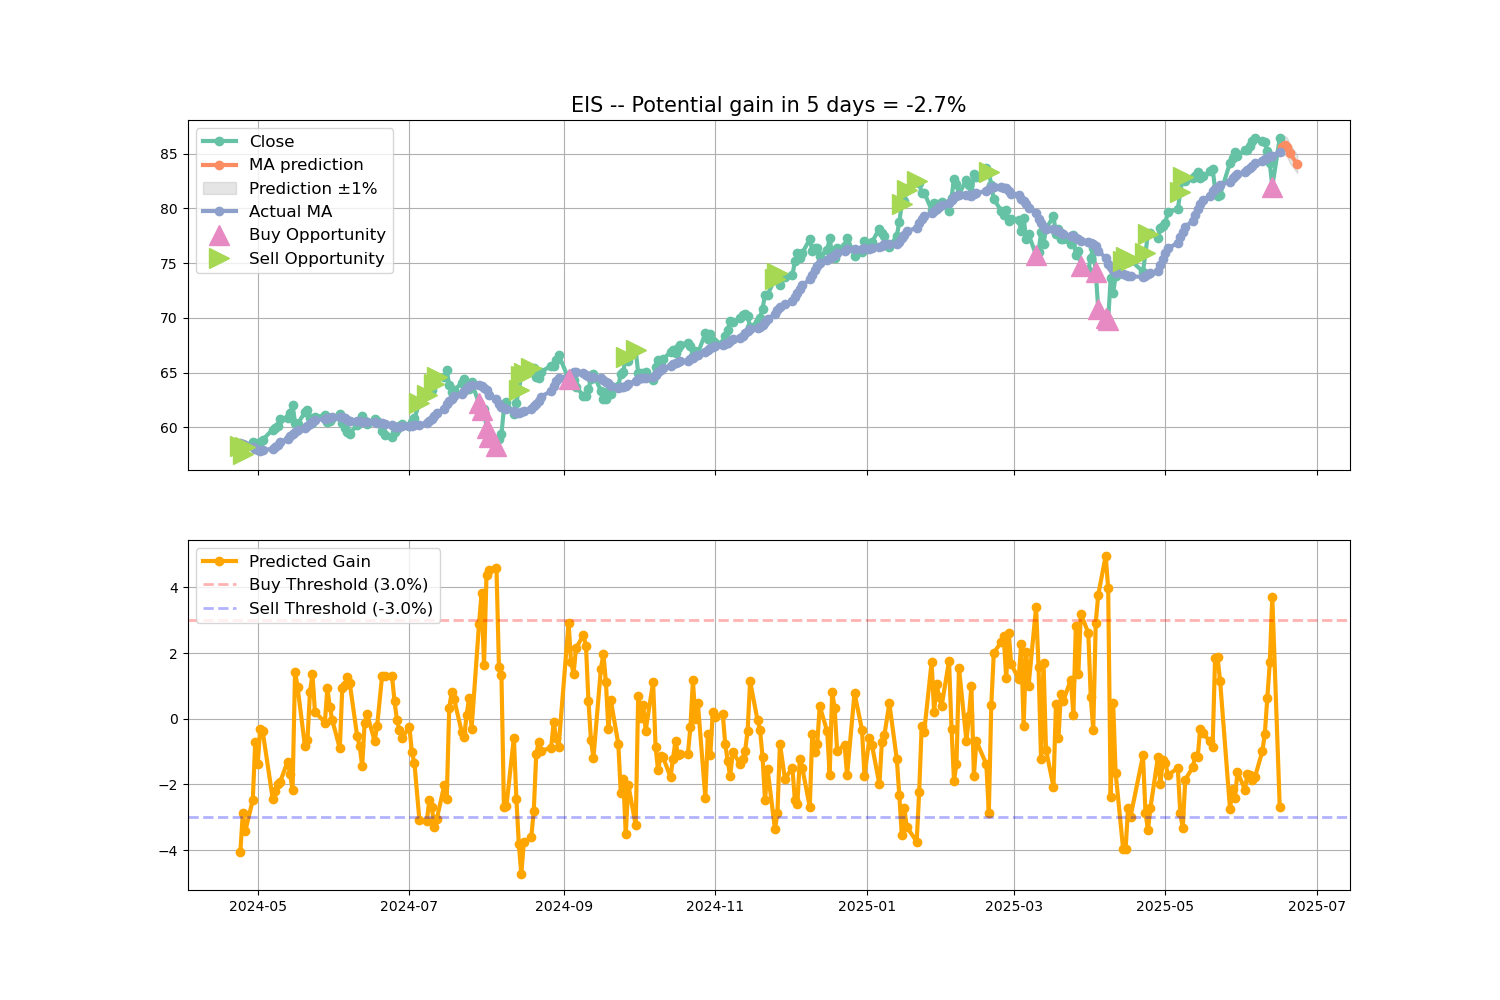 EIS -- Potential gain in 5 days = -2.7%
Close
MA prediction
Prediction ±1%
Actual MA
Buy Opportunity
Sell Opportunity
85
80
75
70
65
60
Predicted Gain
Buy Threshold (3.0%)
Sell Threshold (-3.0%)
4
2
0
−2
−4
2024-05 2024-07 2024-09 2024-11 2025-01 2025-03 2025-05 2025-07